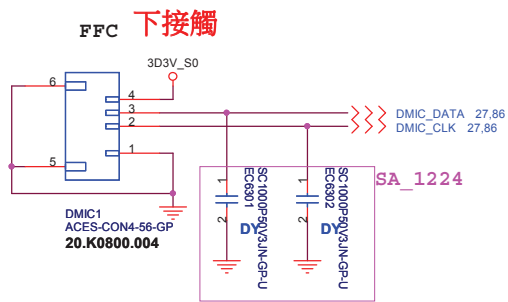 FFC 下接觸
3D3V_S0
6
4
3
2
1
5
DMIC_DATA 27,86
DMIC_CLK 27,86
SA_1224
1
2
EC6301
SC1000P50V3JN-GP-U
DY
1
2
EC6302
SC1000P50V3JN-GP-U
DY
DMIC1
ACES-CON4-56-GP
20.K0800.004